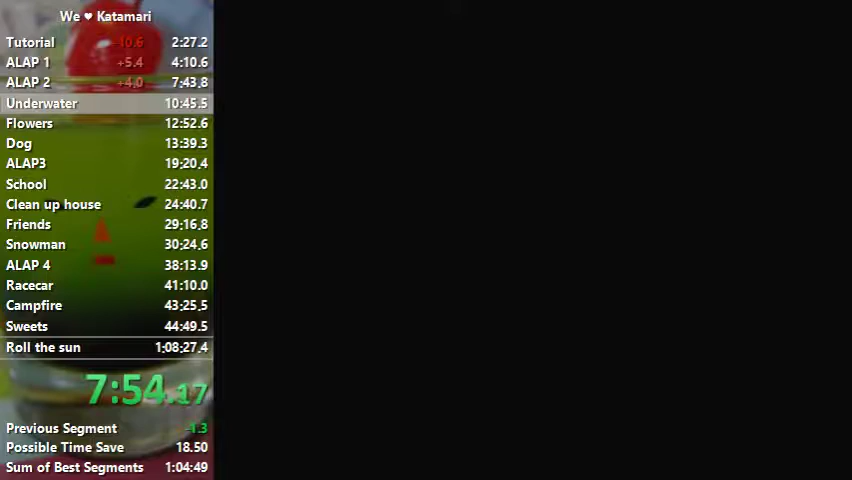 We ♥ Katamari
Tutorial -10.6 2:27.2
ALAP 1 +5.4 4:10.6
ALAP 2 +4.0 7:43.8
Underwater 10:45.5
Flowers 12:52.6
Dog 13:39.3
ALAP3 19:20.4
School 22:43.0
Clean up house 24:40.7
Friends 29:16.8
Snowman 30:24.6
ALAP 4 38:13.9
Racecar 41:10.0
Campfire 43:25.5
Sweets 44:49.5
Roll the sun 1:08:27.4
7:54.17
Previous Segment -1.3
Possible Time Save 18.50
Sum of Best Segments 1:04:49